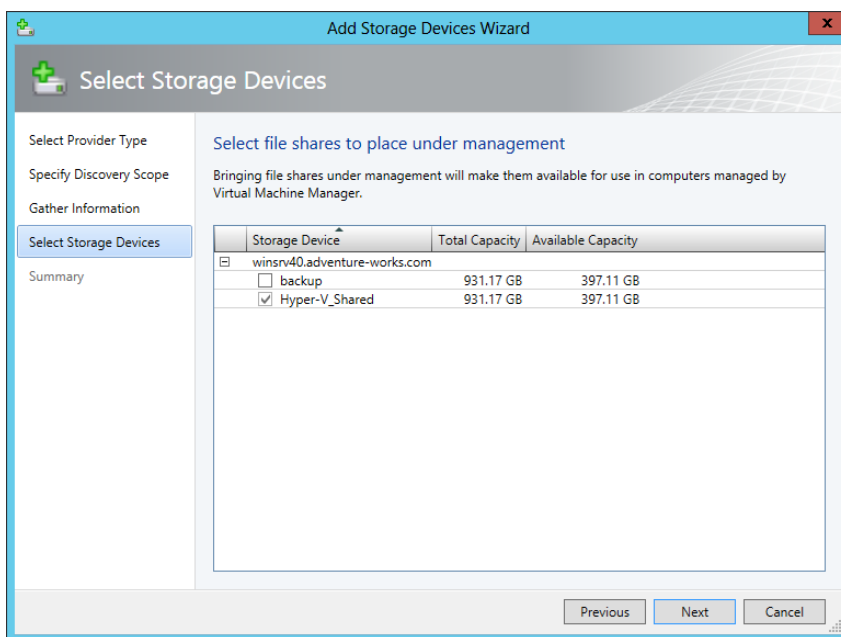 Add Storage Devices Wizard
x
Select Storage Devices
Select Provider Type
Specify Discovery Scope
Gather Information
Select Storage Devices
Summary
Select file shares to place under management
Bringing file shares under management will make them available for use in computers managed by
Virtual Machine Manager.
Storage Device Total Capacity Available Capacity
winsrv40.adventure-works.com
backup 931.17 GB 397.11 GB
Hyper-V_Shared 931.17 GB 397.11 GB
Previous Next Cancel